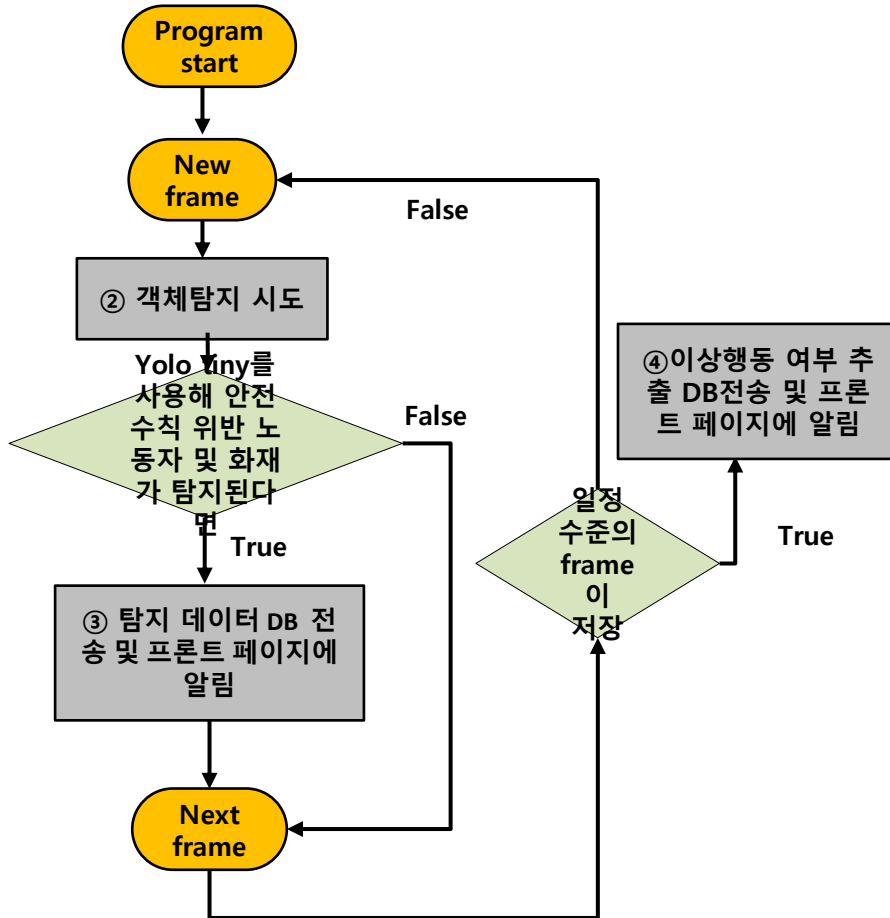 Program
start
New
frame
False
② 객체탐지 시도
Yolo tiny를
사용해 안전
수칙 위반 노
동자 및 화재
가 탐지된다
면
False
True
③ 탐지 데이터 DB 전
송 및 프론트 페이지에
알림
Next
frame
일정
수준의
frame
이
저장
True
④이상행동 여부 추
출 DB전송 및 프론
트 페이지에 알림